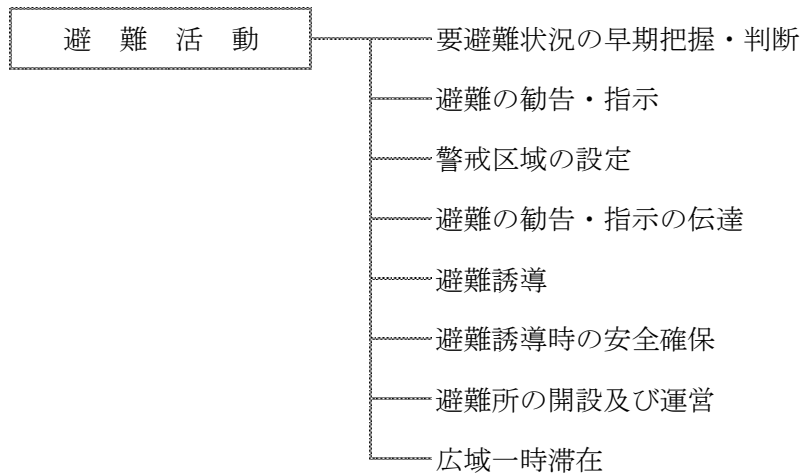 避難活動
要避難状況の早期把握・判断
避難の勧告・指示
警戒区域の設定
避難の勧告・指示の伝達
避難誘導
避難誘導時の安全確保
避難所の開設及び運営
広域一時滞在